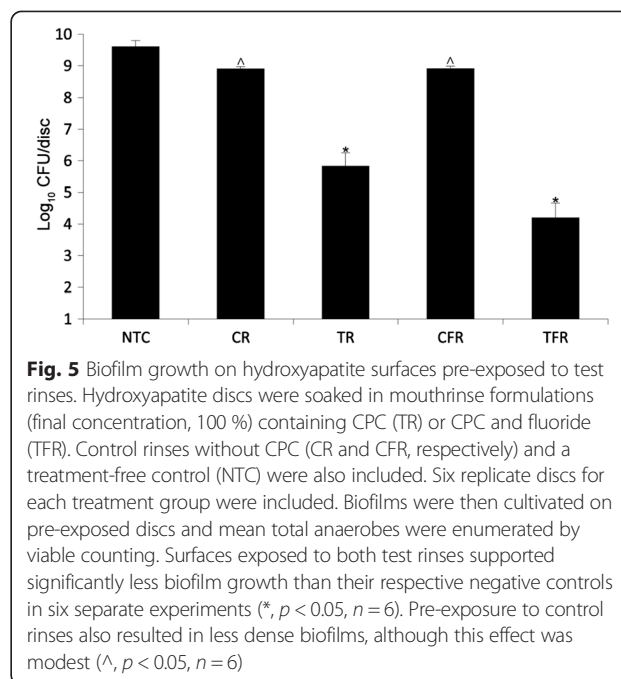 10
9
8
7
6
5
4
3
2
1
Log₁₀ CFU/disc
^
*
^
*
NTC CR TR CFR TFR
Fig. 5 Biofilm growth on hydroxyapatite surfaces pre-exposed to test
rinses. Hydroxyapatite discs were soaked in mouthrinse formulations
(final concentration, 100 %) containing CPC (TR) or CPC and fluoride
(TFR). Control rinses without CPC (CR and CFR, respectively) and a
treatment-free control (NTC) were also included. Six replicate discs for
each treatment group were included. Biofilms were then cultivated on
pre-exposed discs and mean total anaerobes were enumerated by
viable counting. Surfaces exposed to both test rinses supported
significantly less biofilm growth than their respective negative controls
in six separate experiments (*, p < 0.05, n = 6). Pre-exposure to control
rinses also resulted in less dense biofilms, although this effect was
modest (^, p < 0.05, n = 6)